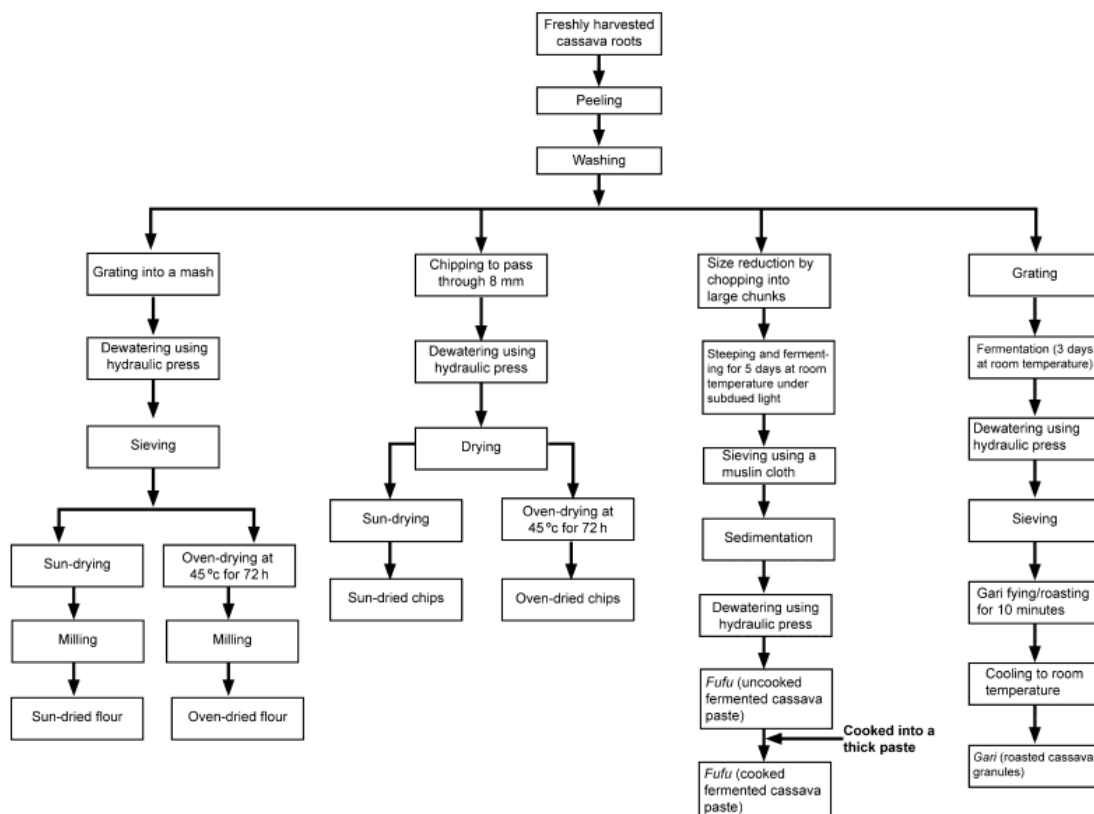 Freshly harvested
cassava roots
Peeling
Washing
Grating into a mash
Dewatering using
hydraulic press
Sieving
Sun-drying
Milling
Sun-dried flour
Oven-drying at
45 ºc for 72 h
Milling
Oven-dried flour
Chipping to pass
through 8 mm
Dewatering using
hydraulic press
Drying
Sun-drying
Sun-dried chips
Oven-drying at
45 ºc for 72 h
Oven-dried chips
Size reduction by
chopping into
large chunks
Steeping and ferment-
ing for 5 days at room
temperature under
subdued light
Sieving using a
muslin cloth
Sedimentation
Dewatering using
hydraulic press
Fufu (uncooked
fermented cassava
paste)
Cooked into a
thick paste
Fufu (cooked
fermented cassava
paste)
Grating
Fermentation (3 days
at room temperature)
Dewatering using
hydraulic press
Sieving
Gari fying/roasting
for 10 minutes
Cooling to room
temperature
Gari (roasted cassava
granules)